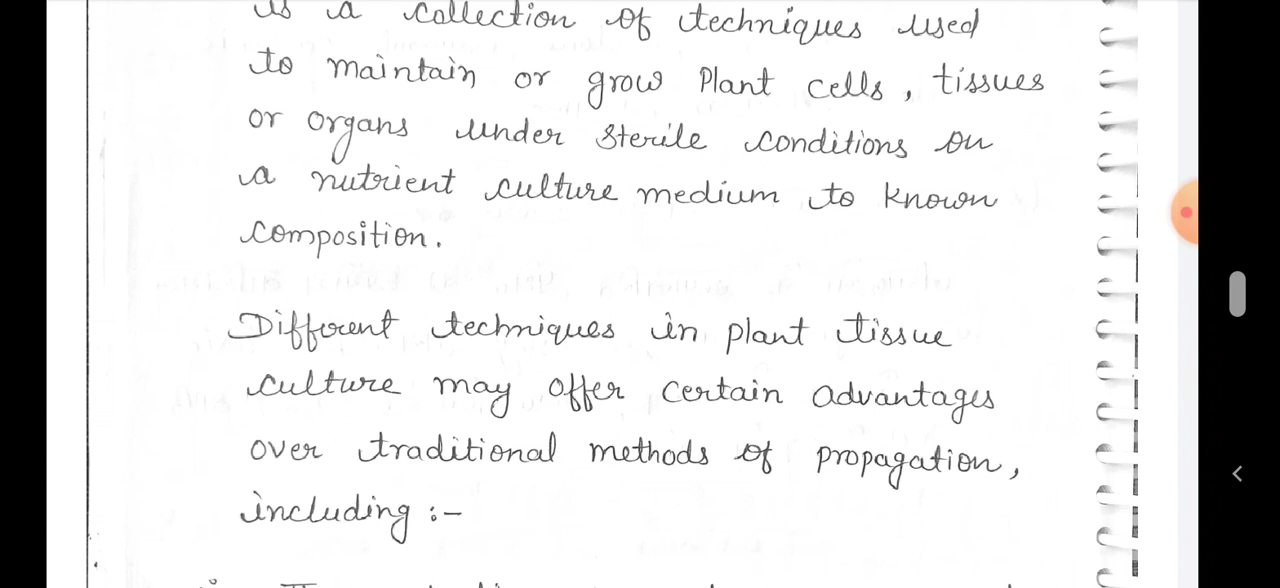 is a collection of techniques used
to maintain or grow Plant cells, tissues
or organs under sterile conditions on
a nutrient culture medium to known
composition.
Different techniques in plant tissue
culture may offer certain advantages
over traditional methods of propagation,
including :-